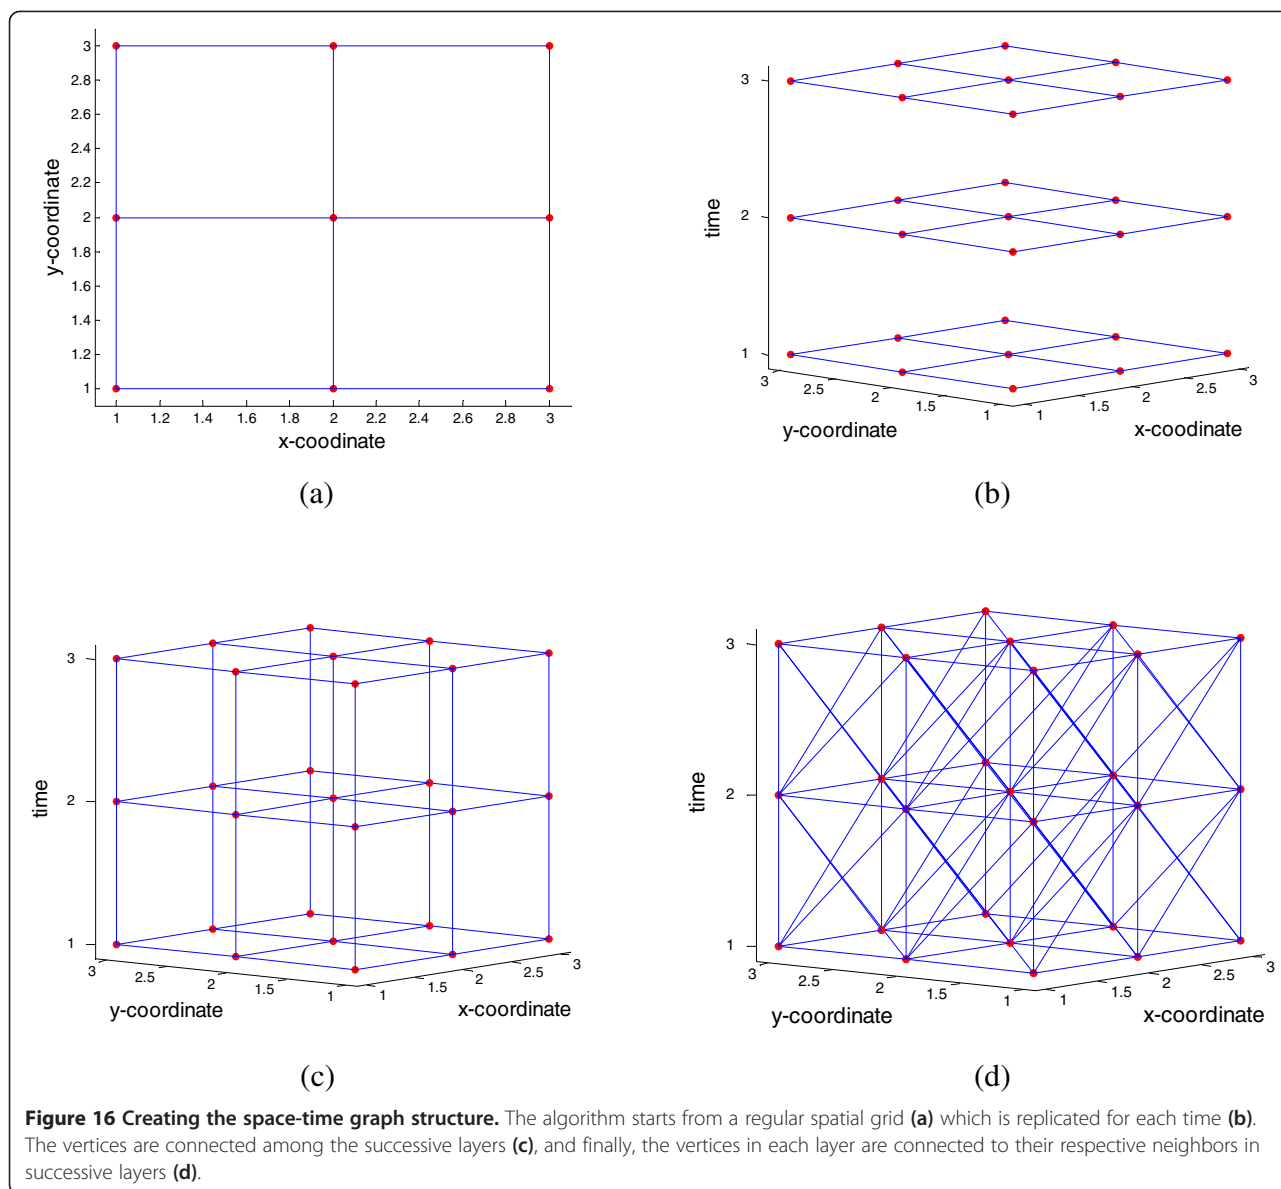 3
2.8
2.6
2.4
2.2
2
1.8
1.6
1.4
1.2
1
y-coordinate
1 1.2 1.4 1.6 1.8 2 2.2 2.4 2.6 2.8 3
x-coodinate
(a)
3
2
1
time
3 2.5 2 1.5 1
y-coordinate
1 1.5 2 2.5 3
x-coordinate
(b)
3
2
1
time
3 2.5 2 1.5 1
y-coordinate
1 1.5 2 2.5 3
x-coordinate
(c)
3
2
1
time
3 2.5 2 1.5 1
y-coordinate
1 1.5 2 2.5 3
x-coordinate
(d)
Figure 16 Creating the space-time graph structure. The algorithm starts from a regular spatial grid (a) which is replicated for each time (b).
The vertices are connected among the successive layers (c), and finally, the vertices in each layer are connected to their respective neighbors in
successive layers (d).